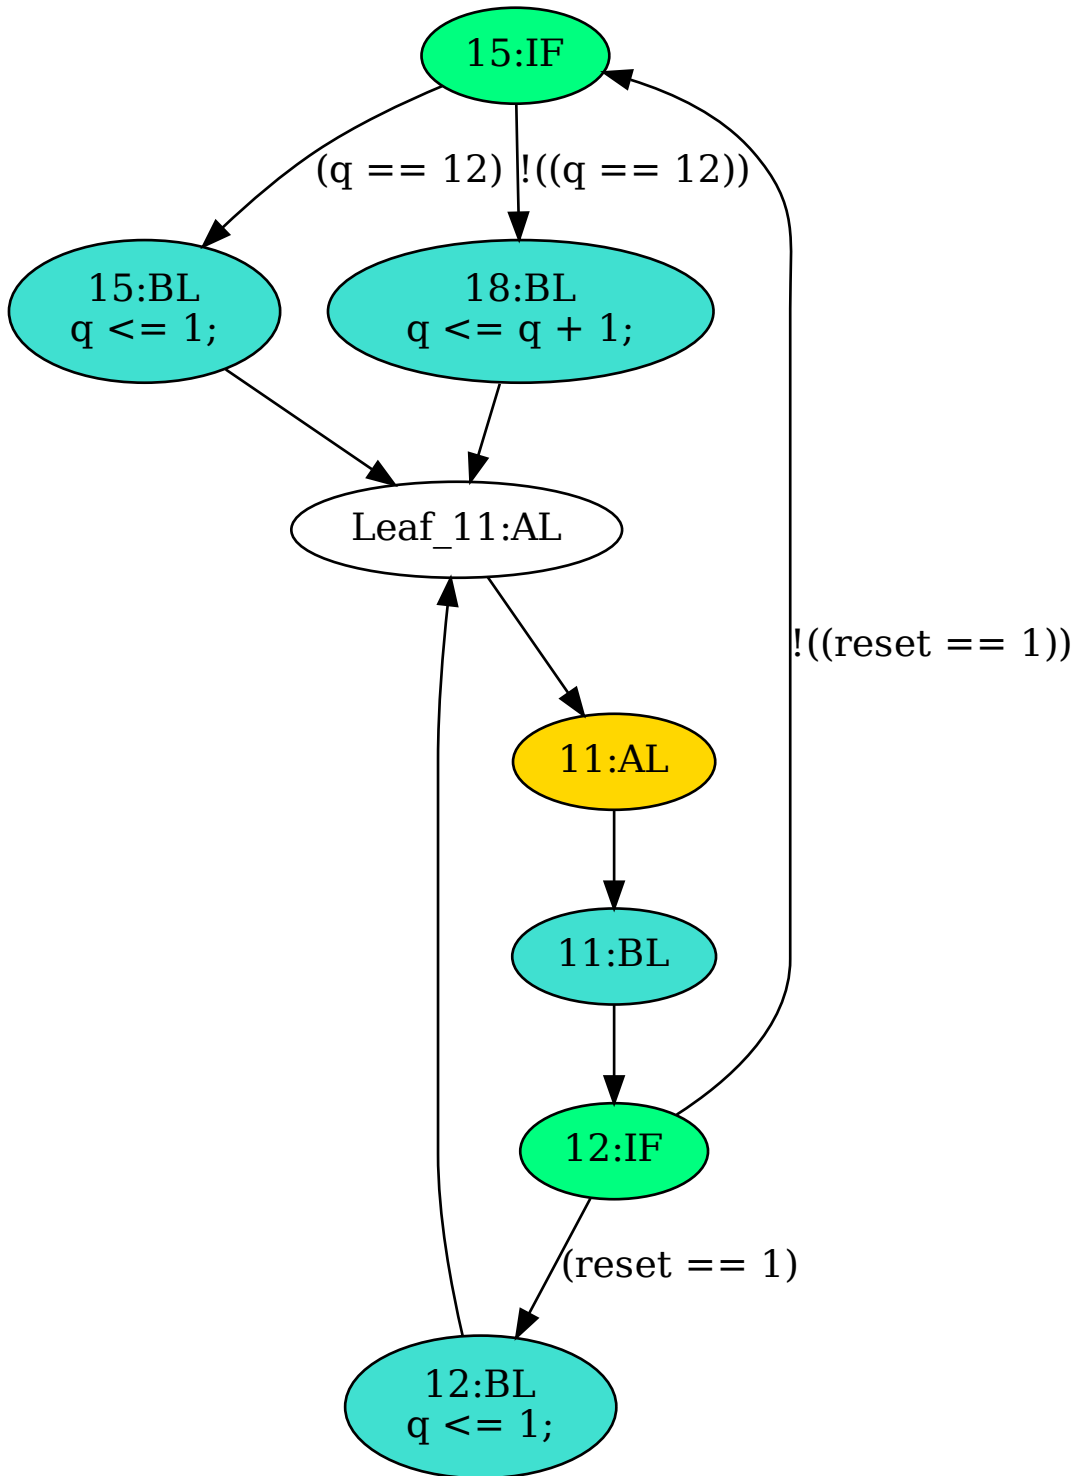 15:IF
(q == 12)
!((q == 12))
15:BL
q <= 1;
18:BL
q <= q + 1;
Leaf_11:AL
!((reset == 1))
11:AL
11:BL
12:IF
(reset == 1)
12:BL
q <= 1;